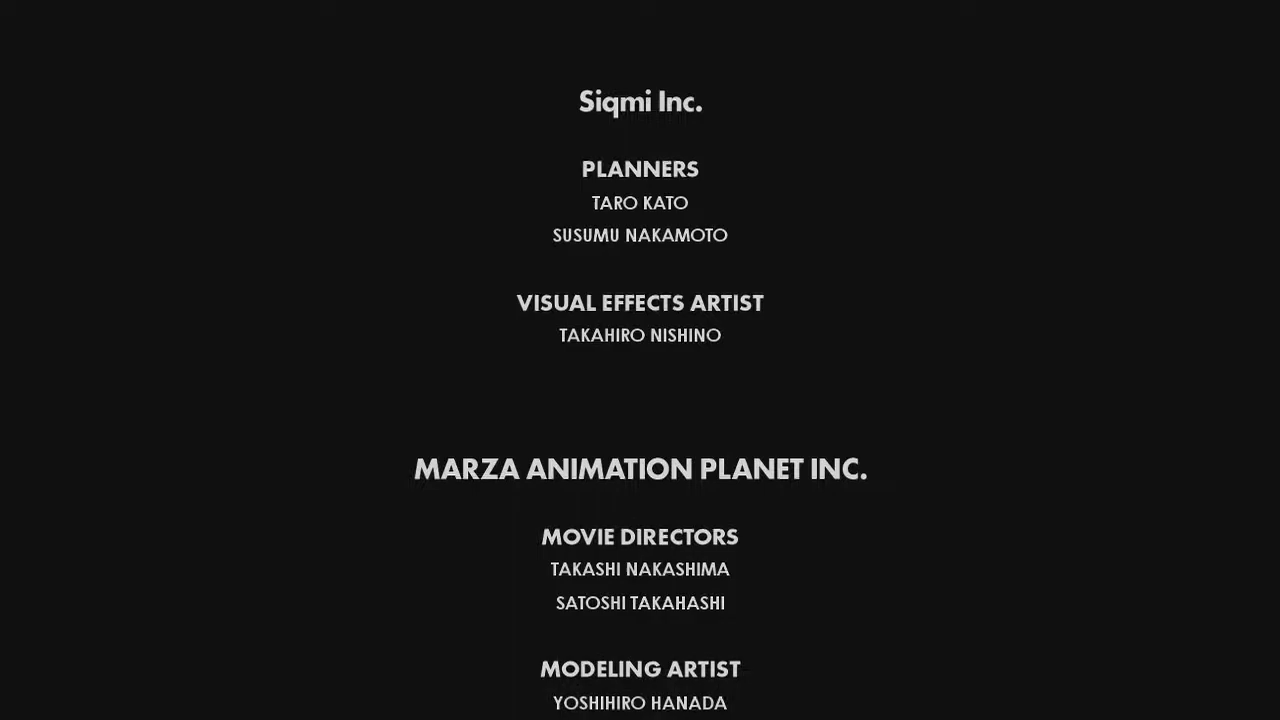 Siqmi Inc.
PLANNERS
TARO KATO
SUSUMU NAKAMOTO
VISUAL EFFECTS ARTIST
TAKAHIRO NISHINO
MARZA ANIMATION PLANET INC.
MOVIE DIRECTORS
TAKASHI NAKASHIMA
SATOSHI TAKAHASHI
MODELING ARTIST
YOSHIHIRO HANADA